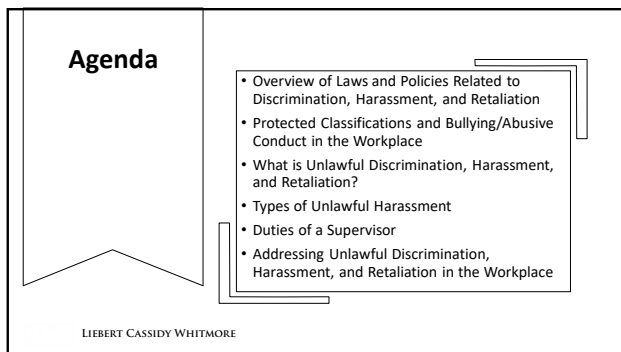 Agenda
• Overview of Laws and Policies Related to
Discrimination, Harassment, and Retaliation
• Protected Classifications and Bullying/Abusive
Conduct in the Workplace
• What is Unlawful Discrimination, Harassment,
and Retaliation?
• Types of Unlawful Harassment
• Duties of a Supervisor
• Addressing Unlawful Discrimination,
Harassment, and Retaliation in the Workplace
LIEBERT CASSIDY WHITMORE